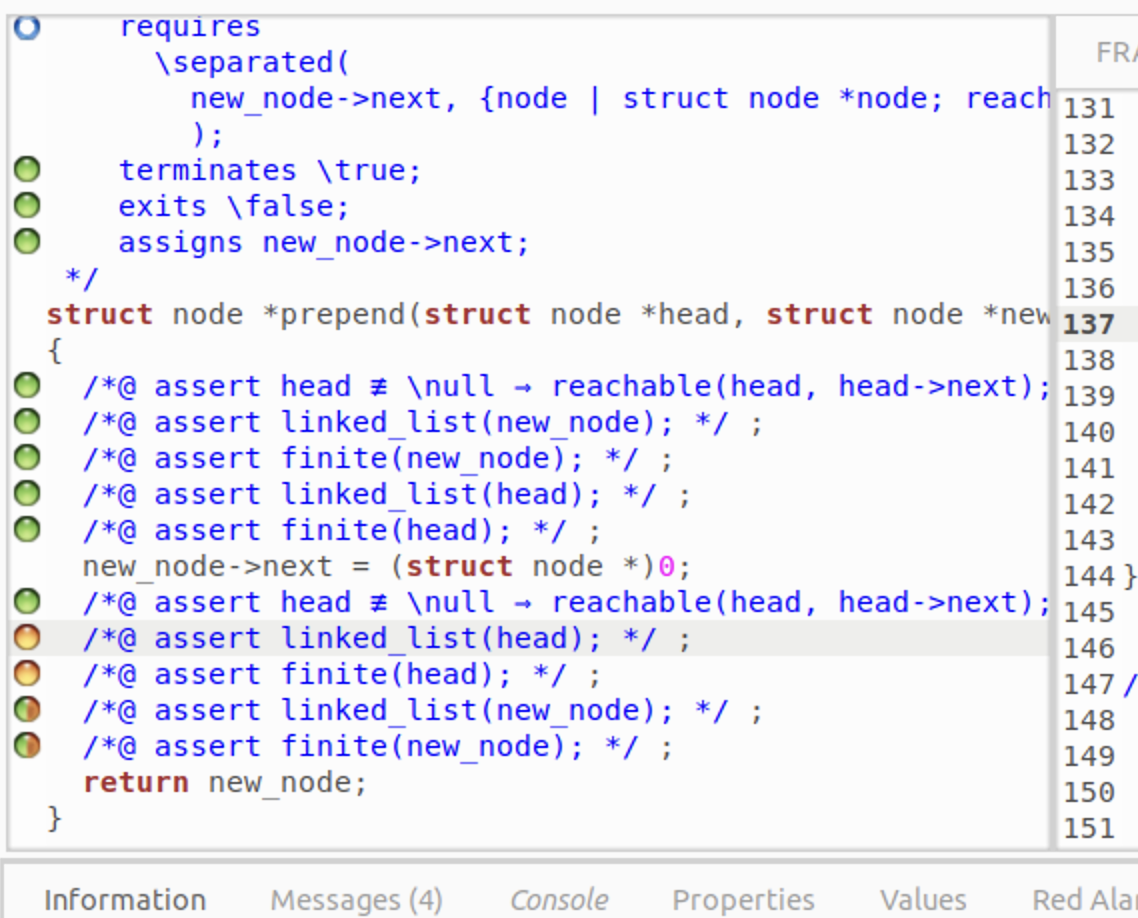 requires
\separated(
new_node->next, {node | struct node *node; reach
);
terminates \true;
exits \false;
assigns new_node->next;
*/
struct node *prepend(struct node *head, struct node *new
{
/*@ assert head ≢ \null ⇒ reachable(head, head->next);
/*@ assert linked_list(new_node); */ ;
/*@ assert finite(new_node); */ ;
/*@ assert linked_list(head); */ ;
/*@ assert finite(head); */ ;
new_node->next = (struct node *)0;
/*@ assert head ≢ \null ⇒ reachable(head, head->next);
/*@ assert linked_list(head); */ ;
/*@ assert finite(head); */ ;
/*@ assert linked_list(new_node); */ ;
/*@ assert finite(new_node); */ ;
return new_node;
}
FRA
131
132
133
134
135
136
137
138
139
140
141
142
143
144 }
145
146
147 /
148
149
150
151
Information Messages (4) Console Properties Values Red Alar